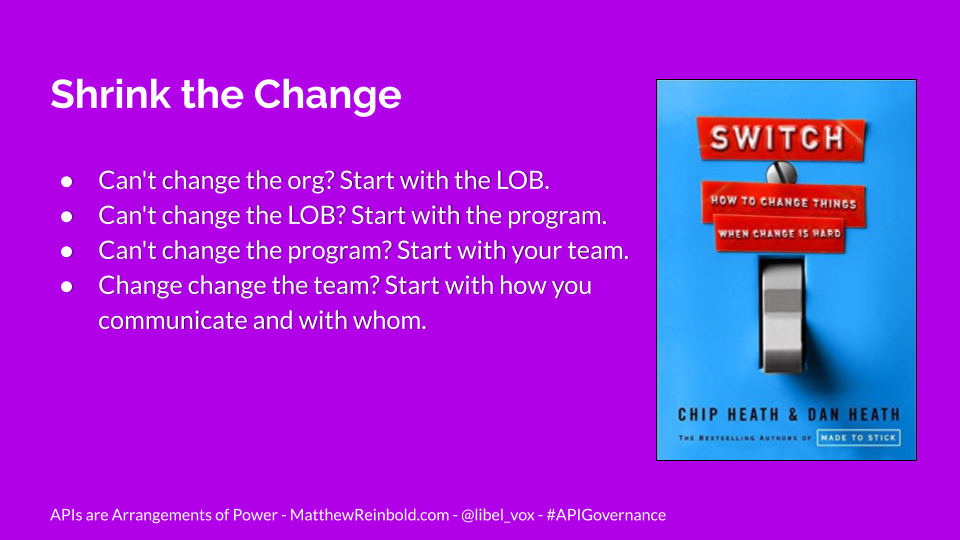 Shrink the Change
● Can't change the org? Start with the LOB.
● Can't change the LOB? Start with the program.
● Can't change the program? Start with your team.
● Change change the team? Start with how you
communicate and with whom.
SWITCH
HOW TO CHANGE THINGS
WHEN CHANGE IS HARD
CHIP HEATH & DAN HEATH
THE BESTSELLING AUTHORS OF MADE TO STICK
APIs are Arrangements of Power - MatthewReinbold.com - @libel_vox - #APIGovernance